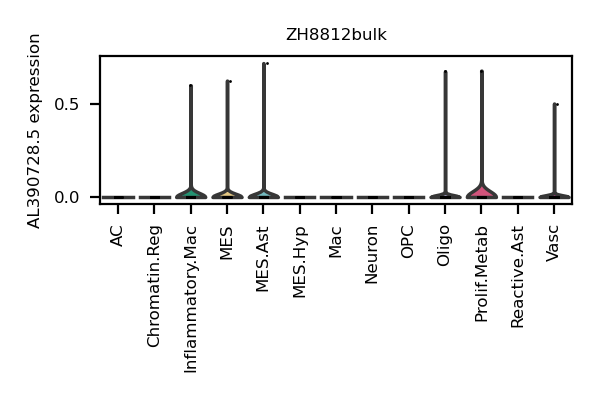 ZH8812bulk
AL390728.5 expression
0.5
0.0
AC
Chromatin.Reg
Inflammatory.Mac
MES
MES.Ast
MES.Hyp
Mac
Neuron
OPC
Oligo
Prolif.Metab
Reactive.Ast
Vasc